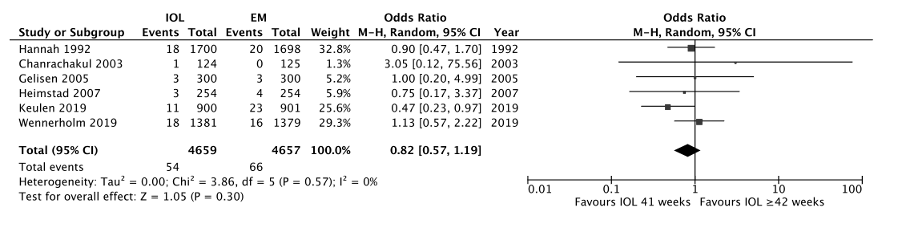 IOL EM Odds Ratio Odds Ratio
Study or Subgroup Events Total Events Total Weight M-H, Random, 95% CI Year M-H, Random, 95% CI
Hannah 1992 18 1700 20 1698 32.8% 0.90 [0.47, 1.70] 1992
Chanrachakul 2003 1 124 0 125 1.3% 3.05 [0.12, 75.56] 2003
Gelisen 2005 3 300 3 300 5.2% 1.00 [0.20, 4.99] 2005
Heimstad 2007 3 254 4 254 5.9% 0.75 [0.17, 3.37] 2007
Keulen 2019 11 900 23 901 25.6% 0.47 [0.23, 0.97] 2019
Wennerholm 2019 18 1381 16 1379 29.3% 1.13 [0.57, 2.22] 2019
Total (95% CI) 4659 4657 100.0% 0.82 [0.57, 1.19]
Total events 54 66
Heterogeneity: Tau² = 0.00; Chi² = 3.86, df = 5 (P = 0.57); I² = 0%
Test for overall effect: Z = 1.05 (P = 0.30)
0.01 0.1 1 10 100
Favours IOL 41 weeks Favours IOL ≥42 weeks